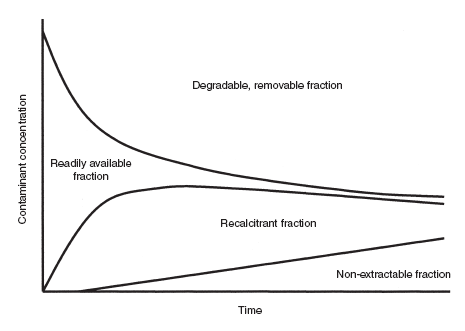 Contaminant concentration
Degradable, removable fraction
Readily available
fraction
Recalcitrant fraction
Non-extractable fraction
Time